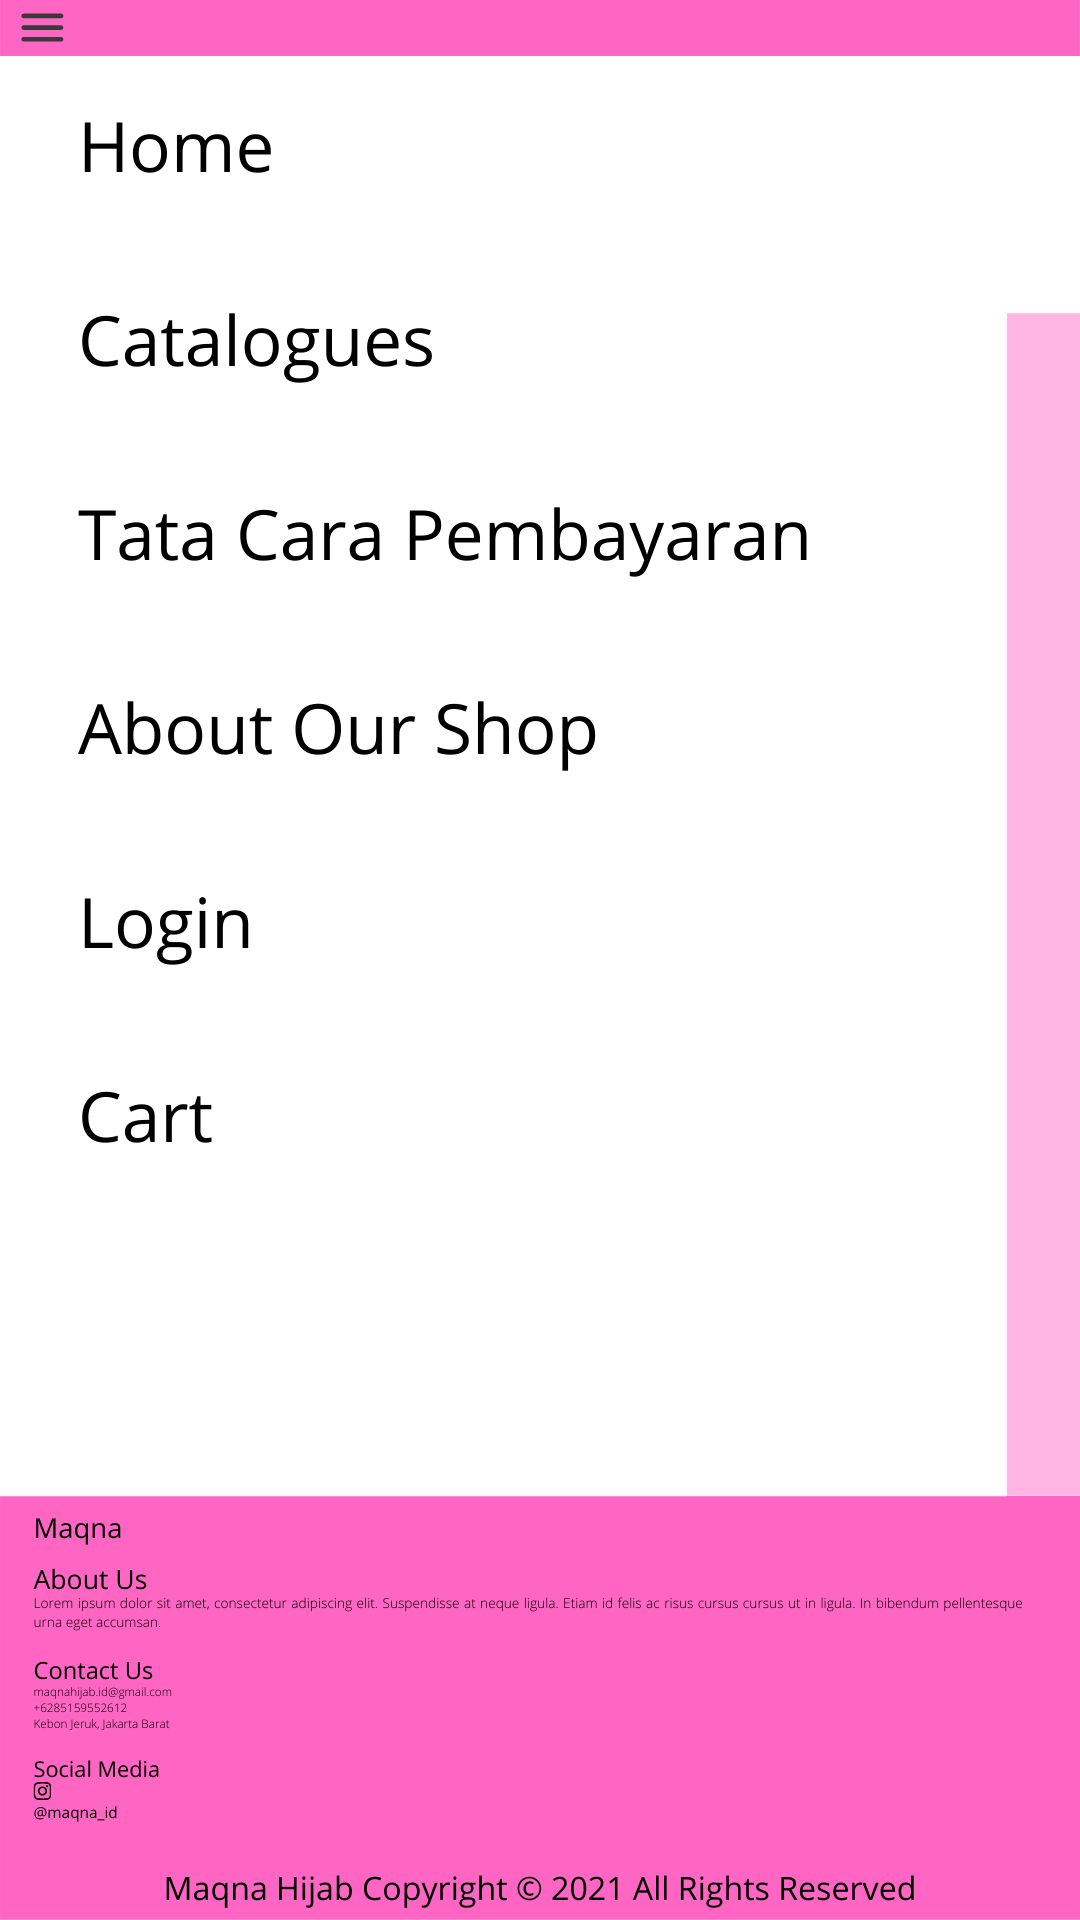 Home
Catalogues
Tata Cara Pembayaran
About Our Shop
Login
Cart
Maqna
About Us
Lorem ipsum dolor sit amet, consectetur adipiscing elit. Suspendisse at neque ligula. Etiam id felis ac risus cursus cursus ut in ligula. In bibendum pellentesque
urna eget accumsan.
Contact Us
maqnahijab.id@gmail.com
+6285159552612
Kebon Jeruk, Jakarta Barat
Social Media
@maqna_id
Maqna Hijab Copyright © 2021 All Rights Reserved